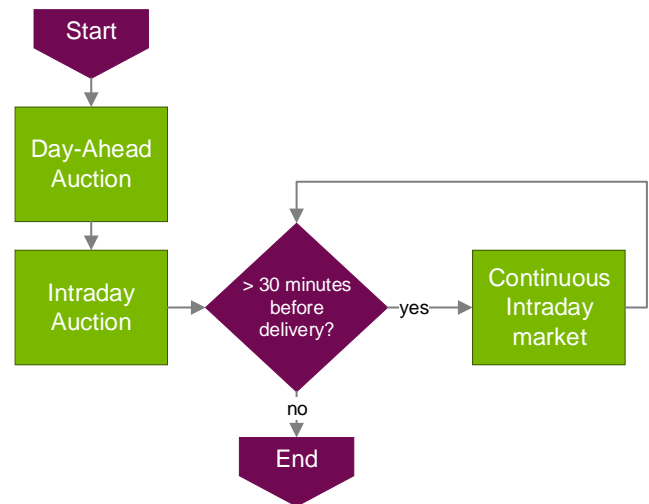 Start
Day-Ahead
Auction
Intraday
Auction
> 30 minutes
before
delivery?
yes
Continuous
Intraday
market
no
End